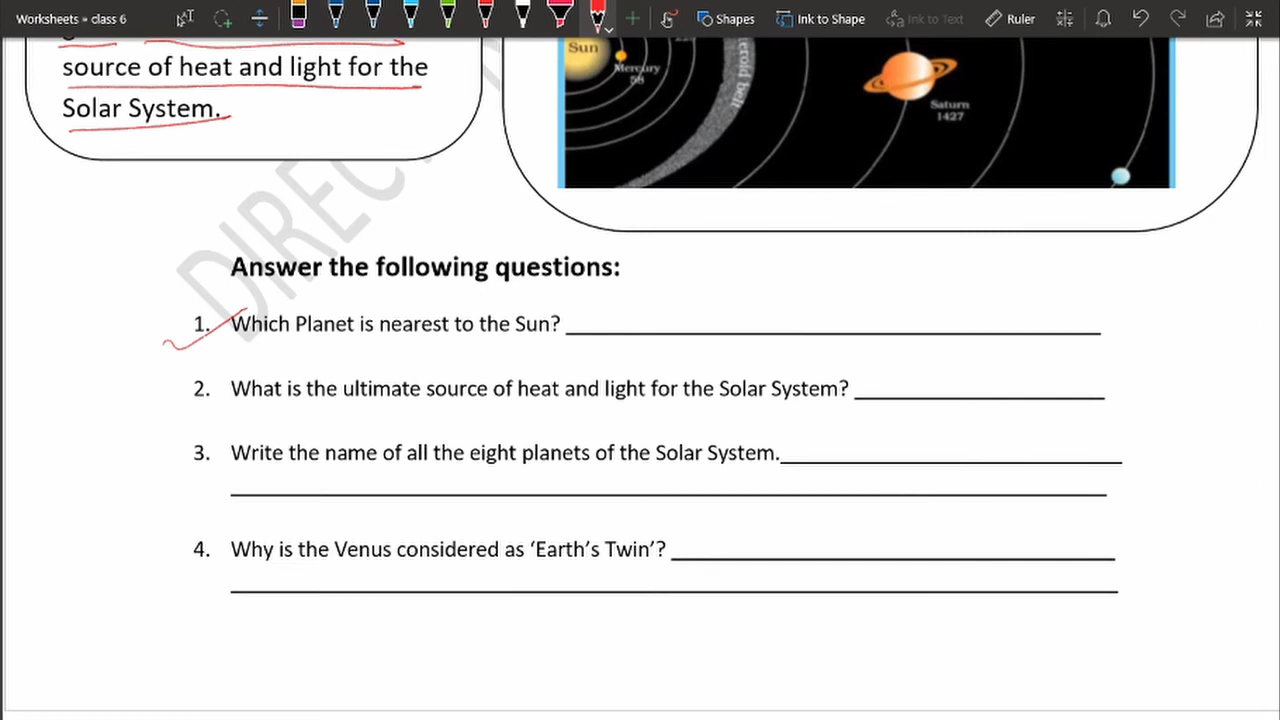 Worksheets - class 6
Shapes
Ink to Shape
Ink to Text
Ruler
source of heat and light for the
Solar System.
Sun
Mercury
58
eroid belt
Saturn
1427
DIREC
Answer the following questions:
1. Which Planet is nearest to the Sun?
2. What is the ultimate source of heat and light for the Solar System?
3. Write the name of all the eight planets of the Solar System.
4. Why is the Venus considered as ‘Earth’s Twin’?